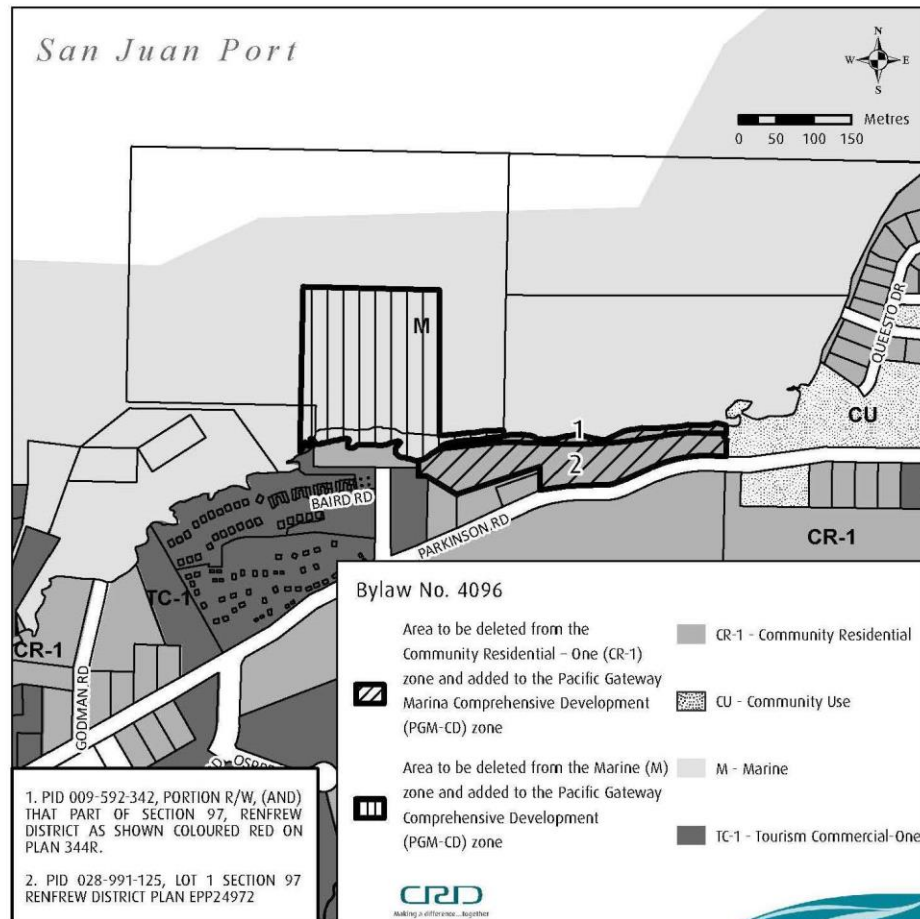 San Juan Port
N
W
E
S
Metres
0 50 100 150
M
QUEESTO DR
CU
1
2
BAIRD RD
PARKINSON RD
CR-1
TC-1
CR-1
GODMAN RD
Bylaw No. 4096
Area to be deleted from the
Community Residential – One (CR-1)
zone and added to the Pacific Gateway
Marina Comprehensive Development
(PGM-CD) zone
Area to be deleted from the Marine (M)
zone and added to the Pacific Gateway
Comprehensive Development
(PGM-CD) zone
CR-1 - Community Residential
CU - Community Use
M - Marine
TC-1 - Tourism Commercial-One
1. PID 009-592-342, PORTION R/W, (AND)
THAT PART OF SECTION 97, RENFREW
DISTRICT AS SHOWN COLOURED RED ON
PLAN 344R.
2. PID 028-991-125, LOT 1 SECTION 97
RENFREW DISTRICT PLAN EPP24972
CRD
Making a difference...together